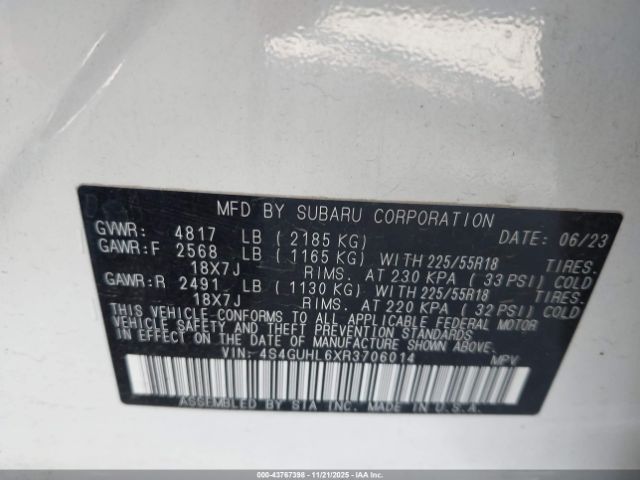 MFD BY SUBARU CORPORATION
GVWR: 4817 LB ( 2185 KG) DATE: 06/23
GAWR:F 2568 LB ( 1165 KG) WITH 225/55R18 TIRES.
18X7J RIMS. AT 230 KPA ( 33 PSI) COLD
GAWR:R 2491 LB ( 1130 KG) WITH 225/55R18 TIRES.
18X7J RIMS. AT 220 KPA ( 32 PSI) COLD
THIS VEHICLE CONFORMS TO ALL APPLICABLE FEDERAL MOTOR
VEHICLE SAFETY AND THEFT PREVENTION STANDARDS
IN EFFECT ON THE DATE OF MANUFACTURE SHOWN ABOVE.
VIN: 4S4GUHL6XR3706014 MPV
ASSEMBLED BY SIA INC. MADE IN U.S.A.
000-43767398 - 11/21/2025 - IAAI.COM